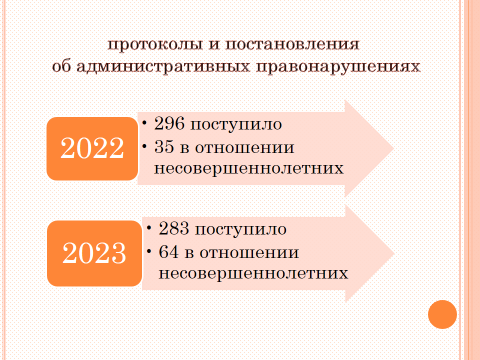 протоколы и постановления
об административных правонарушениях
2022
• 296 поступило
• 35 в отношении
несовершеннолетних
2023
• 283 поступило
• 64 в отношении
несовершеннолетних